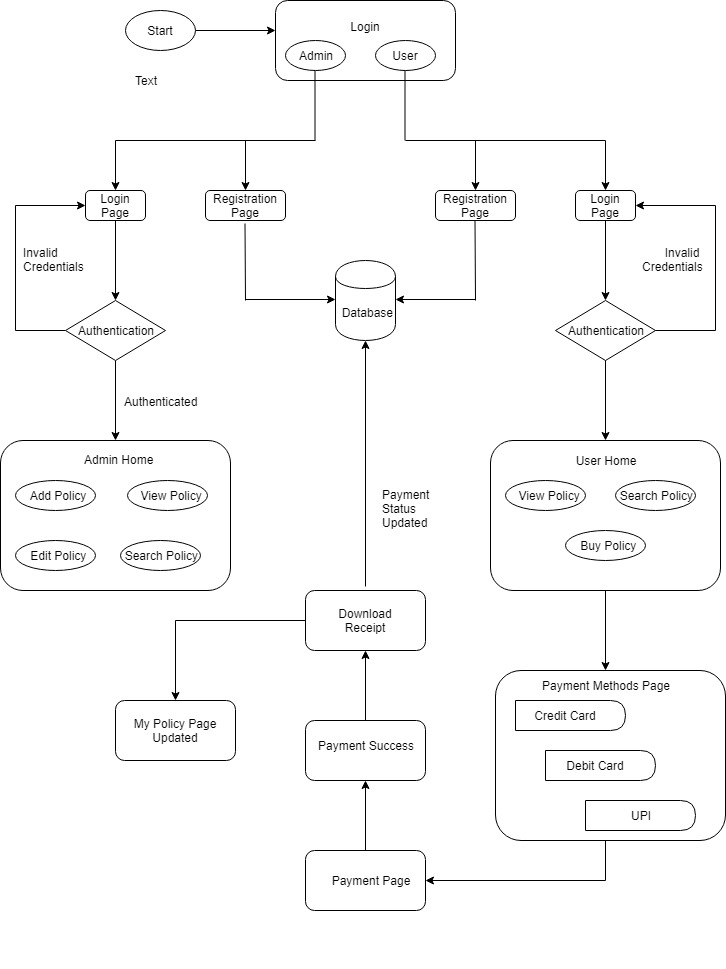 Start
Login
Admin
User
Text
Login
Page
Registration
Page
Registration
Page
Login
Page
Invalid
Credentials
Invalid
Credentials
Database
Authentication
Authentication
Authenticated
Admin Home
Add Policy
View Policy
Edit Policy
Search Policy
User Home
View Policy
Search Policy
Buy Policy
Payment
Status
Updated
Download
Receipt
My Policy Page
Updated
Payment Success
Payment Page
Payment Methods Page
Credit Card
Debit Card
UPI